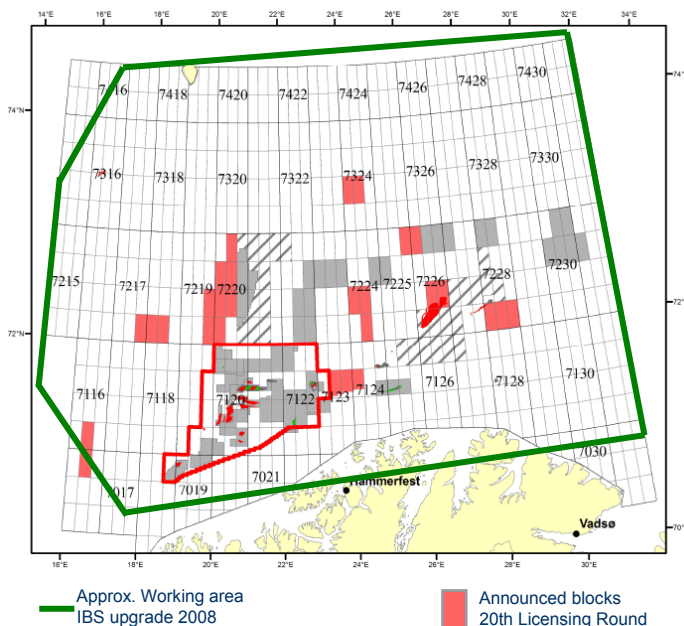 14°E 16°E 18°E 20°E 22°E 24°E 26°E 28°E 30°E 32°E 34°E
7416 7418 7420 7422 7424 7426 7428 7430
74°N 74°
7316 7318 7320 7322 7324 7326 7328 7330
7215 7217 7219 7220 7224 7225 7226 7228 7230
72°N 72°
7116 7118 7120 7122 7123 7124 7126 7128 7130
7017 7019 7021 7030
Hammerfest
Vadsø
70°
16°E 18°E 20°E 22°E 24°E 26°E 28°E 30°E
Approx. Working area
IBS upgrade 2008
Announced blocks
20th Licensing Round